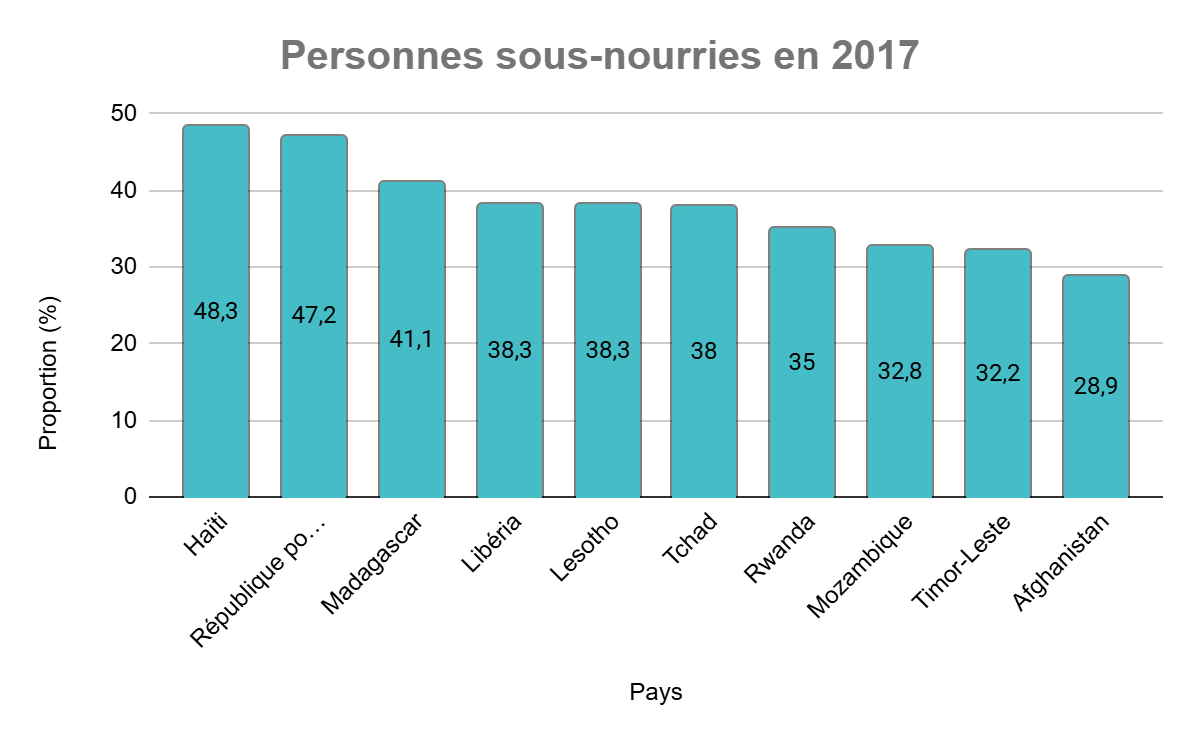 Personnes sous-nourries en 2017
Proportion (%)
50
40
30
20
10
0
48,3
47,2
41,1
38,3
38,3
38
35
32,8
32,2
28,9
Haïti
République po…
Madagascar
Libéria
Lesotho
Tchad
Rwanda
Mozambique
Timor-Leste
Afghanistan
Pays